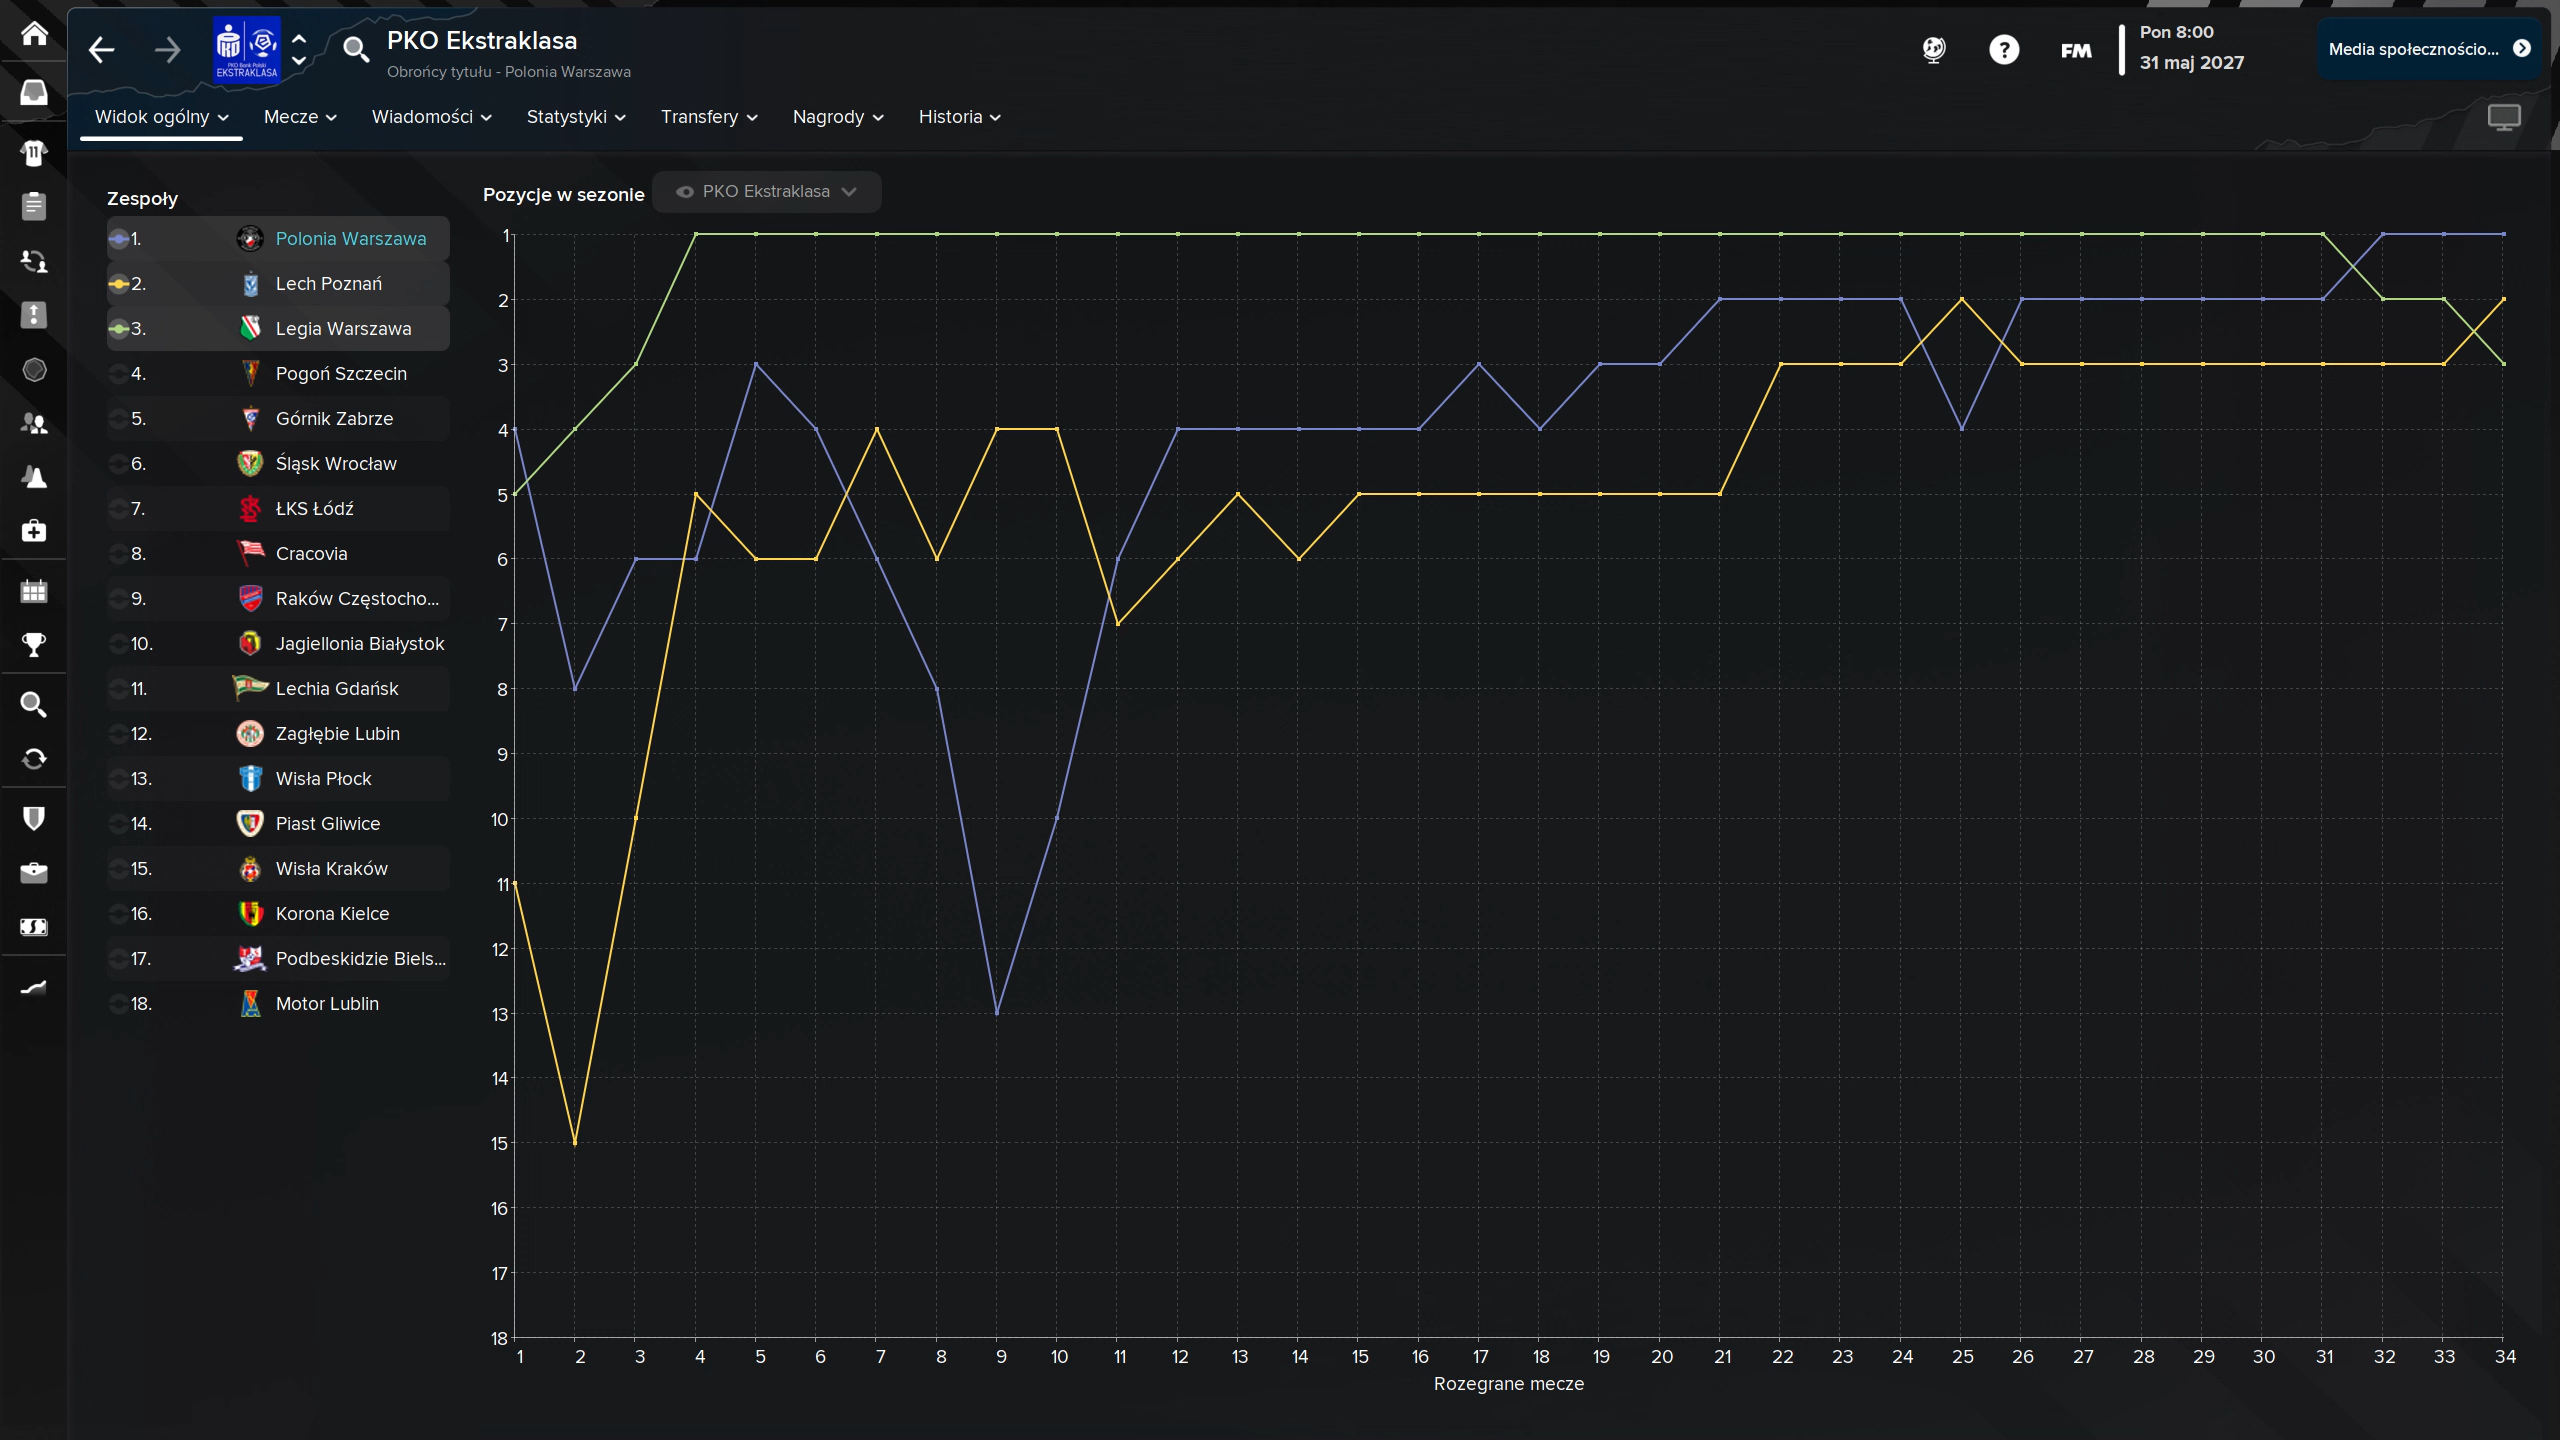 PKO Ekstraklasa
Obrońcy tytułu - Polonia Warszawa
PKO Bank Polski
EKSTRAKLASA
FM
Pon 8:00
31 maj 2027
Media społecznościo...
Widok ogólny
Mecze
Wiadomości
Statystyki
Transfery
Nagrody
Historia
11
Zespoły
1. Polonia Warszawa
2. Lech Poznań
3. Legia Warszawa
4. Pogoń Szczecin
5. Górnik Zabrze
6. Śląsk Wrocław
7. ŁKS Łódź
8. Cracovia
9. Raków Częstocho...
10. Jagiellonia Białystok
11. Lechia Gdańsk
12. Zagłębie Lubin
13. Wisła Płock
14. Piast Gliwice
15. Wisła Kraków
16. Korona Kielce
17. Podbeskidzie Biels...
18. Motor Lublin
Pozycje w sezonie
PKO Ekstraklasa
1
2
3
4
5
6
7
8
9
10
11
12
13
14
15
16
17
18
1 2 3 4 5 6 7 8 9 10 11 12 13 14 15 16 17 18 19 20 21 22 23 24 25 26 27 28 29 30 31 32 33 34
Rozegrane mecze